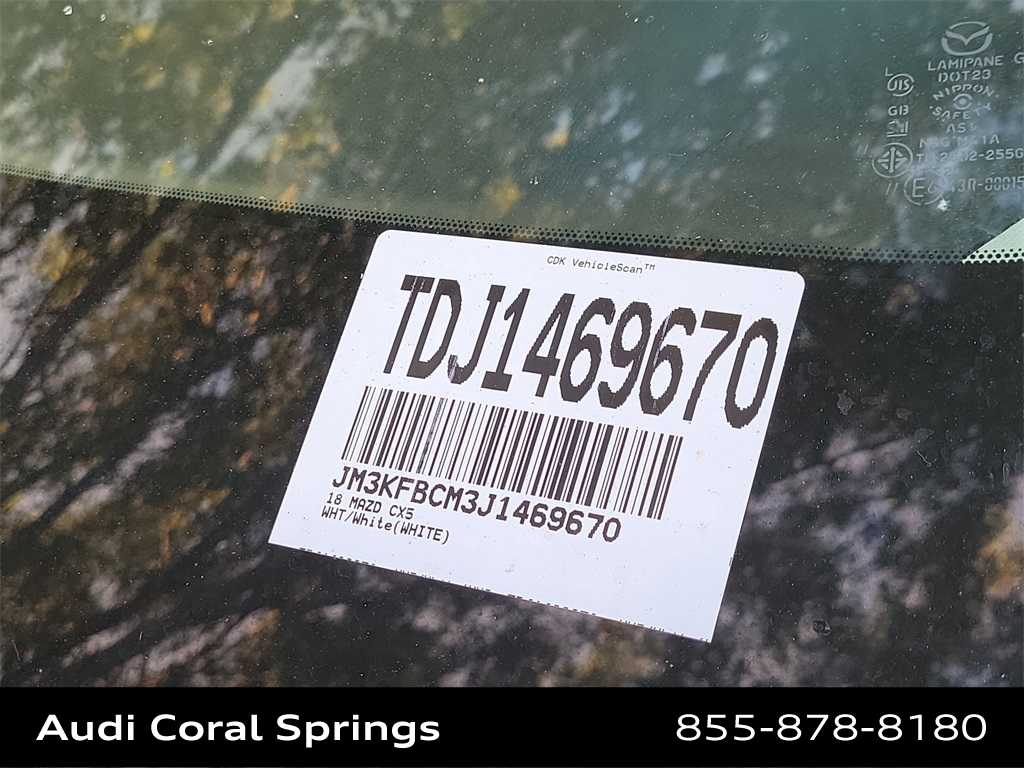 LAMIPANE
DOT23
NIPPON
SAFETY
CDK VehicleScan™
TDJ1469670
JM3KFBCM3J1469670
18 MAZD CX5
WHT/White(WHITE)
Audi Coral Springs
855-878-8180